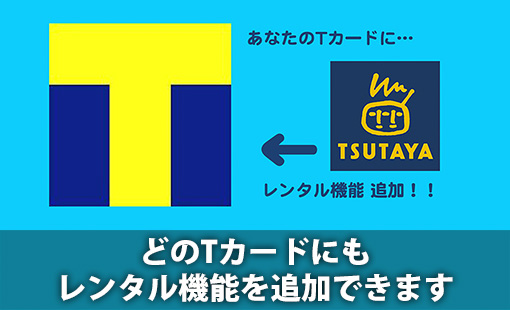 あなたのTカードに…
T
TSUTAYA
レンタル機能 追加！！
どのTカードにも
レンタル機能を追加できます